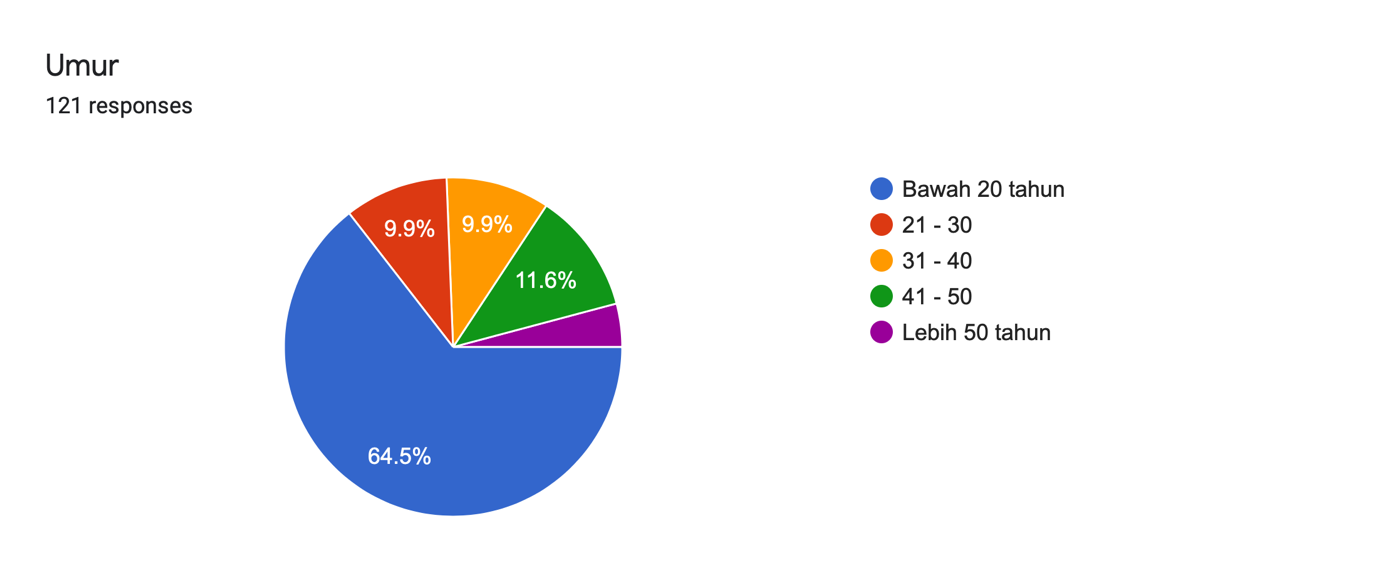 Umur
121 responses
9.9%
9.9%
11.6%
64.5%
Bawah 20 tahun
21 - 30
31 - 40
41 - 50
Lebih 50 tahun